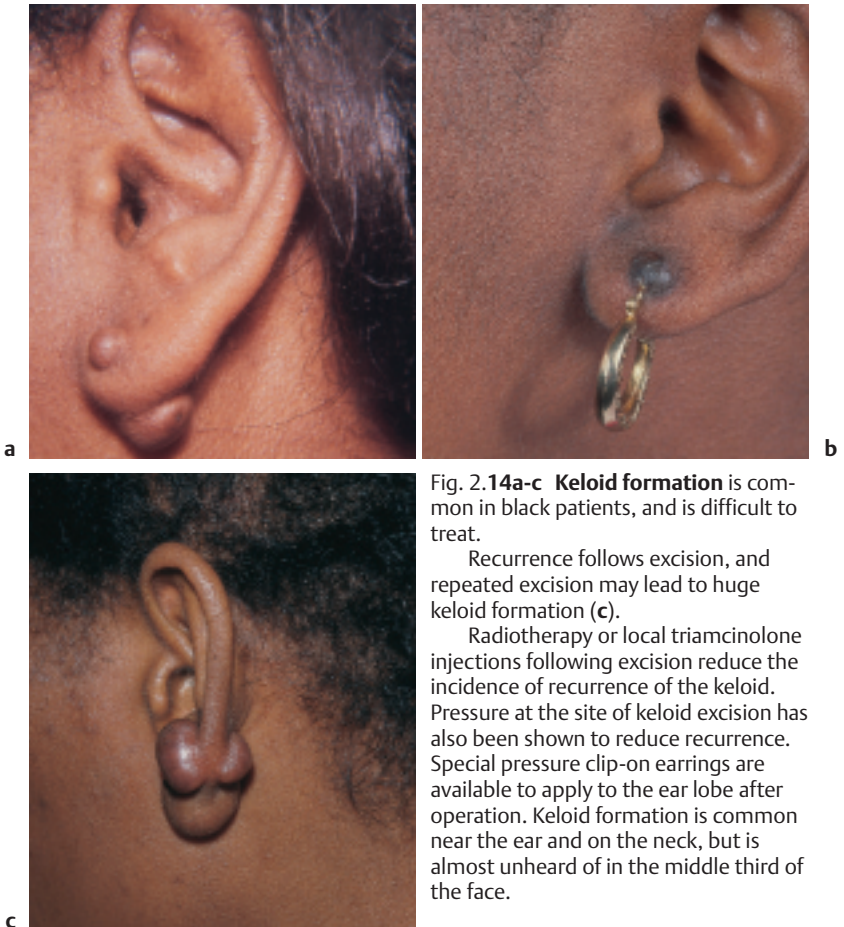 a
b
Fig. 2.14a-c Keloid formation is com-
mon in black patients, and is difficult to
treat.
Recurrence follows excision, and
repeated excision may lead to huge
keloid formation (c).
Radiotherapy or local triamcinolone
injections following excision reduce the
incidence of recurrence of the keloid.
Pressure at the site of keloid excision has
also been shown to reduce recurrence.
Special pressure clip-on earrings are
available to apply to the ear lobe after
operation. Keloid formation is common
near the ear and on the neck, but is
almost unheard of in the middle third of
the face.
c